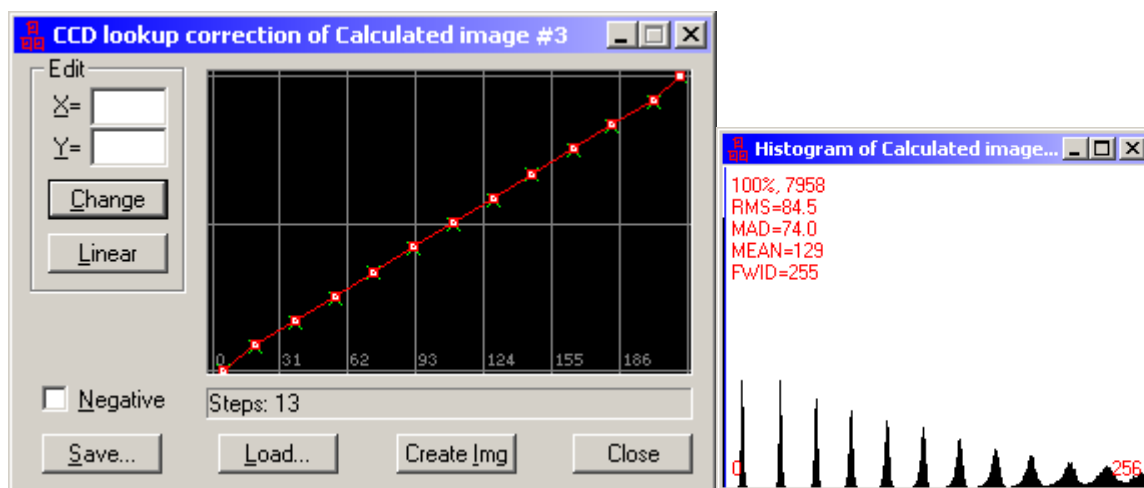 CCD lookup correction of Calculated image #3
Edit
X=
Y=
Change
Linear
0 31 62 93 124 155 186
Negative
Steps: 13
Save... Load... Create Img Close
Histogram of Calculated image...
100%, 7958
RMS=84.5
MAD=74.0
MEAN=129
FWID=255
0 256